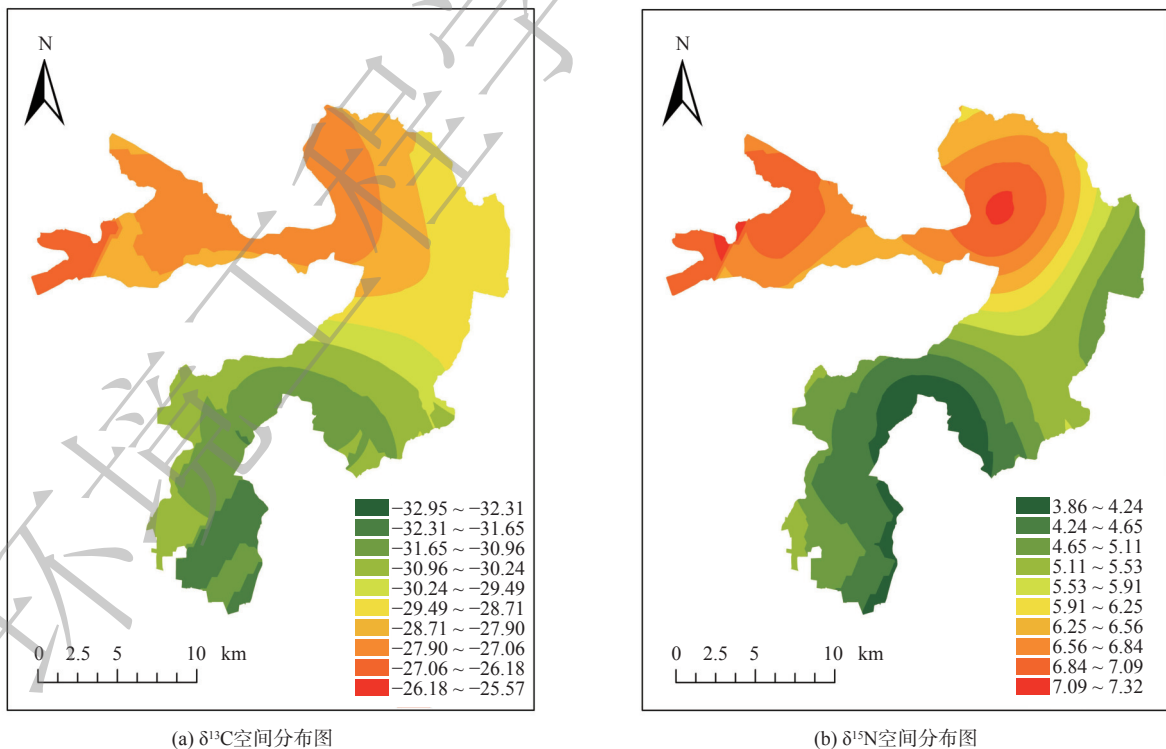 N
−32.95 ~ −32.31
−32.31 ~ −31.65
−31.65 ~ −30.96
−30.96 ~ −30.24
−30.24 ~ −29.49
−29.49 ~ −28.71
−28.71 ~ −27.90
−27.90 ~ −27.06
−27.06 ~ −26.18
−26.18 ~ −25.57
0 2.5 5 10 km
(a) δ¹³C空间分布图
N
3.86 ~ 4.24
4.24 ~ 4.65
4.65 ~ 5.11
5.11 ~ 5.53
5.53 ~ 5.91
5.91 ~ 6.25
6.25 ~ 6.56
6.56 ~ 6.84
6.84 ~ 7.09
7.09 ~ 7.32
0 2.5 5 10 km
(b) δ¹⁵N空间分布图
环境工程学